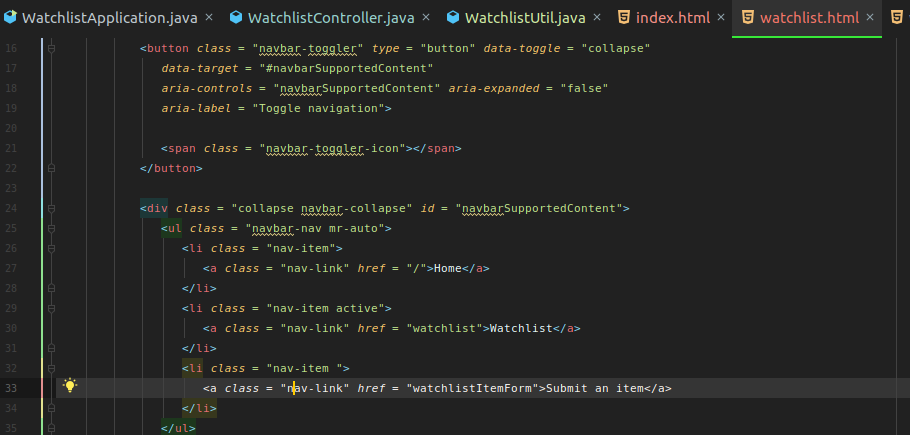 WatchlistApplication.java × WatchlistController.java × WatchlistUtil.java × index.html × watchlist.html ×
16 <button class = "navbar-toggler" type = "button" data-toggle = "collapse"
17 data-target = "#navbarSupportedContent"
18 aria-controls = "navbarSupportedContent" aria-expanded = "false"
19 aria-label = "Toggle navigation">
20
21 <span class = "navbar-toggler-icon"></span>
22 </button>
23
24 <div class = "collapse navbar-collapse" id = "navbarSupportedContent">
25 <ul class = "navbar-nav mr-auto">
26 <li class = "nav-item">
27 <a class = "nav-link" href = "/">Home</a>
28 </li>
29 <li class = "nav-item active">
30 <a class = "nav-link" href = "watchlist">Watchlist</a>
31 </li>
32 <li class = "nav-item ">
33 <a class = "nav-link" href = "watchlistItemForm">Submit an item</a>
34 </li>
35 </ul>